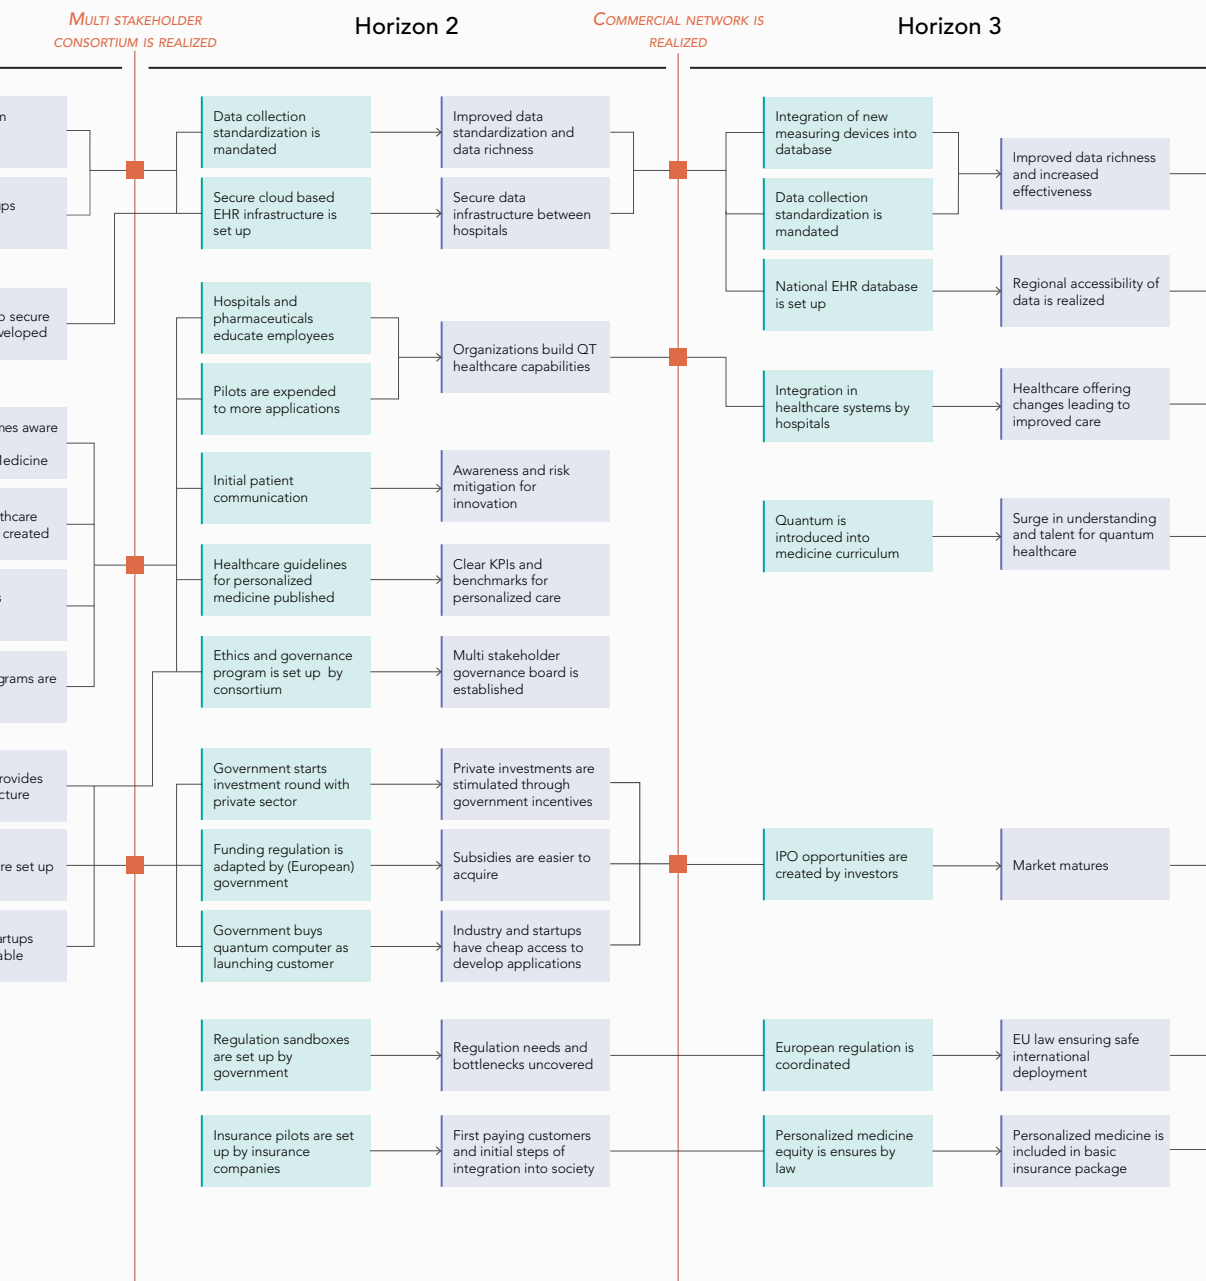 MULTI STAKEHOLDER
CONSORTIUM IS REALIZED
Horizon 2
COMMERCIAL NETWORK IS
REALIZED
Horizon 3
secure
created
aware
are
re set up
Data collection
standardization is
mandated
Secure cloud based
EHR infrastructure is
set up
Hospitals and
pharmaceuticals
educate employees
Pilots are expended
to more applications
Initial patient
communication
Healthcare guidelines
for personalized
medicine published
Ethics and governance
program is set up by
consortium
Government starts
investment round with
private sector
Funding regulation is
adapted by (European)
government
Government buys
quantum computer as
launching customer
Regulation sandboxes
are set up by
government
Insurance pilots are set
up by insurance
companies
Improved data
standardization and
data richness
Secure data
infrastructure between
hospitals
Organizations build QT
healthcare capabilities
Awareness and risk
mitigation for
innovation
Clear KPIs and
benchmarks for
personalized care
Multi stakeholder
governance board is
established
Private investments are
stimulated through
government incentives
Subsidies are easier to
acquire
Industry and startups
have cheap access to
develop applications
Regulation needs and
bottlenecks uncovered
First paying customers
and initial steps of
integration into society
Integration of new
measuring devices into
database
Data collection
standardization is
mandated
National EHR database
is set up
Integration in
healthcare systems by
hospitals
Quantum is
introduced into
medicine curriculum
IPO opportunities are
created by investors
European regulation is
coordinated
Personalized medicine
equity is ensures by
law
Improved data richness
and increased
effectiveness
Regional accessibility of
data is realized
Healthcare offering
changes leading to
improved care
Surge in understanding
and talent for quantum
healthcare
Market matures
EU law ensuring safe
international
deployment
Personalized medicine is
included in basic
insurance package